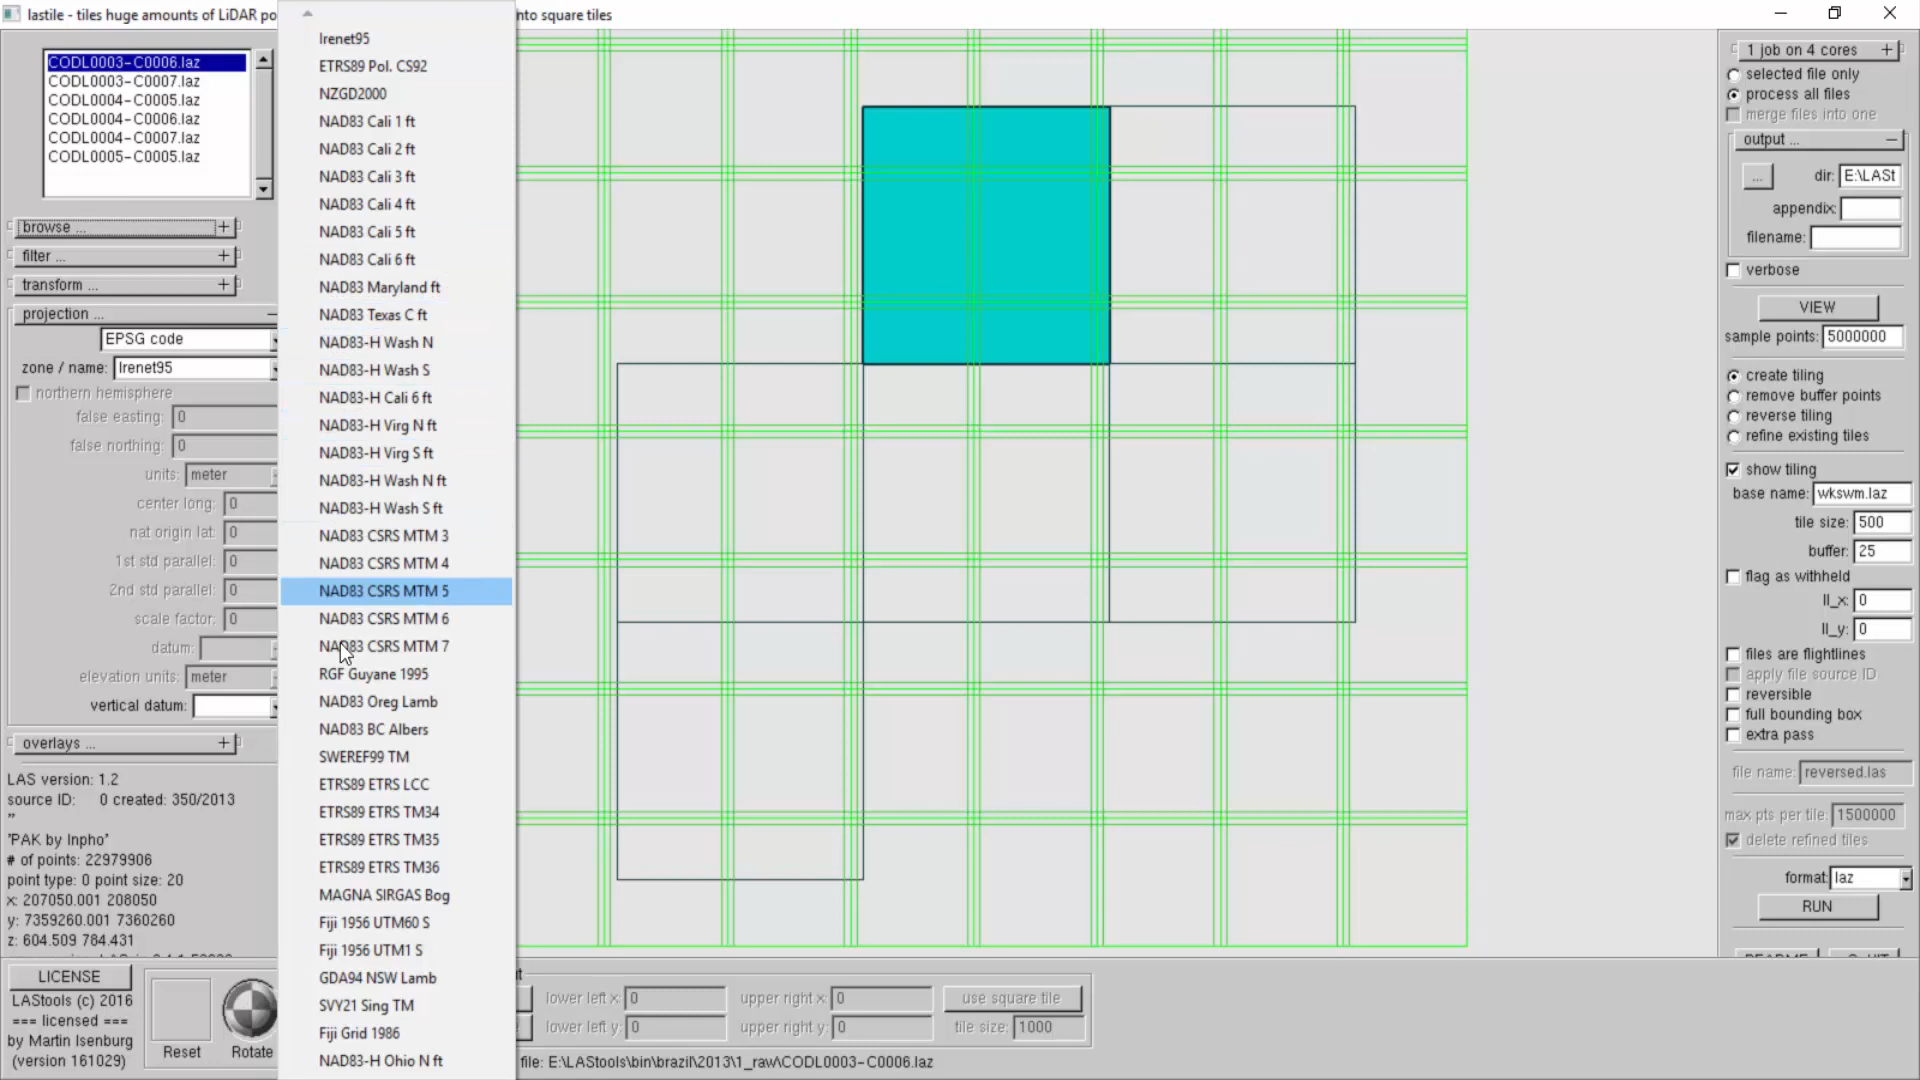 lastile - tiles huge amounts of LiDAR po
nto square tiles
CODL0003-C0006.laz
CODL0003-C0007.laz
CODL0004-C0005.laz
CODL0004-C0006.laz
CODL0004-C0007.laz
CODL0005-C0005.laz
browse ...
filter ...
transform ...
projection ...
EPSG code
zone / name: Irenet95
northern hemisphere
false easting: 0
false northing: 0
units: meter
center long: 0
nat origin lat: 0
1st std parallel: 0
2nd std parallel: 0
scale factor: 0
datum:
elevation units: meter
vertical datum:
overlays ...
LAS version: 1.2
source ID: 0 created: 350/2013
"
'PAK by Inpho"
# of points: 22979906
point type: 0 point size: 20
x: 207050.001 208050
y: 7359260.001 7360260
z: 604.509 784.431
LICENSE
LAStools (c) 2016
=== licensed ===
by Martin Isenburg
(version 161029)
Reset
Rotate
Irenet95
ETRS89 Pol. CS92
NZGD2000
NAD83 Cali 1 ft
NAD83 Cali 2 ft
NAD83 Cali 3 ft
NAD83 Cali 4 ft
NAD83 Cali 5 ft
NAD83 Cali 6 ft
NAD83 Maryland ft
NAD83 Texas C ft
NAD83-H Wash N
NAD83-H Wash S
NAD83-H Cali 6 ft
NAD83-H Virg N ft
NAD83-H Virg S ft
NAD83-H Wash N ft
NAD83-H Wash S ft
NAD83 CSRS MTM 3
NAD83 CSRS MTM 4
NAD83 CSRS MTM 5
NAD83 CSRS MTM 6
NAD83 CSRS MTM 7
RGF Guyane 1995
NAD83 Oreg Lamb
NAD83 BC Albers
SWEREF99 TM
ETRS89 ETRS LCC
ETRS89 ETRS TM34
ETRS89 ETRS TM35
ETRS89 ETRS TM36
MAGNA SIRGAS Bog
Fiji 1956 UTM60 S
Fiji 1956 UTM1 S
GDA94 NSW Lamb
SVY21 Sing TM
Fiji Grid 1986
NAD83-H Ohio N ft
lower left x: 0 upper right x: 0 use square tile
lower left y: 0 upper right y: 0 tile size: 1000
file: E:\LAStools\bin\brazil\2013\1_raw\CODL0003-C0006.laz
1 job on 4 cores
selected file only
process all files
merge files into one
output ...
... dir: E:\LASt
appendix:
filename:
verbose
VIEW
sample points: 5000000
create tiling
remove buffer points
reverse tiling
refine existing tiles
show tiling
base name: wkswm.laz
tile size: 500
buffer: 25
flag as withheld
ll_x: 0
ll_y: 0
files are flightlines
apply file source ID
reversible
full bounding box
extra pass
file name: reversed.las
max pts per tile: 1500000
delete refined tiles
format: laz
RUN